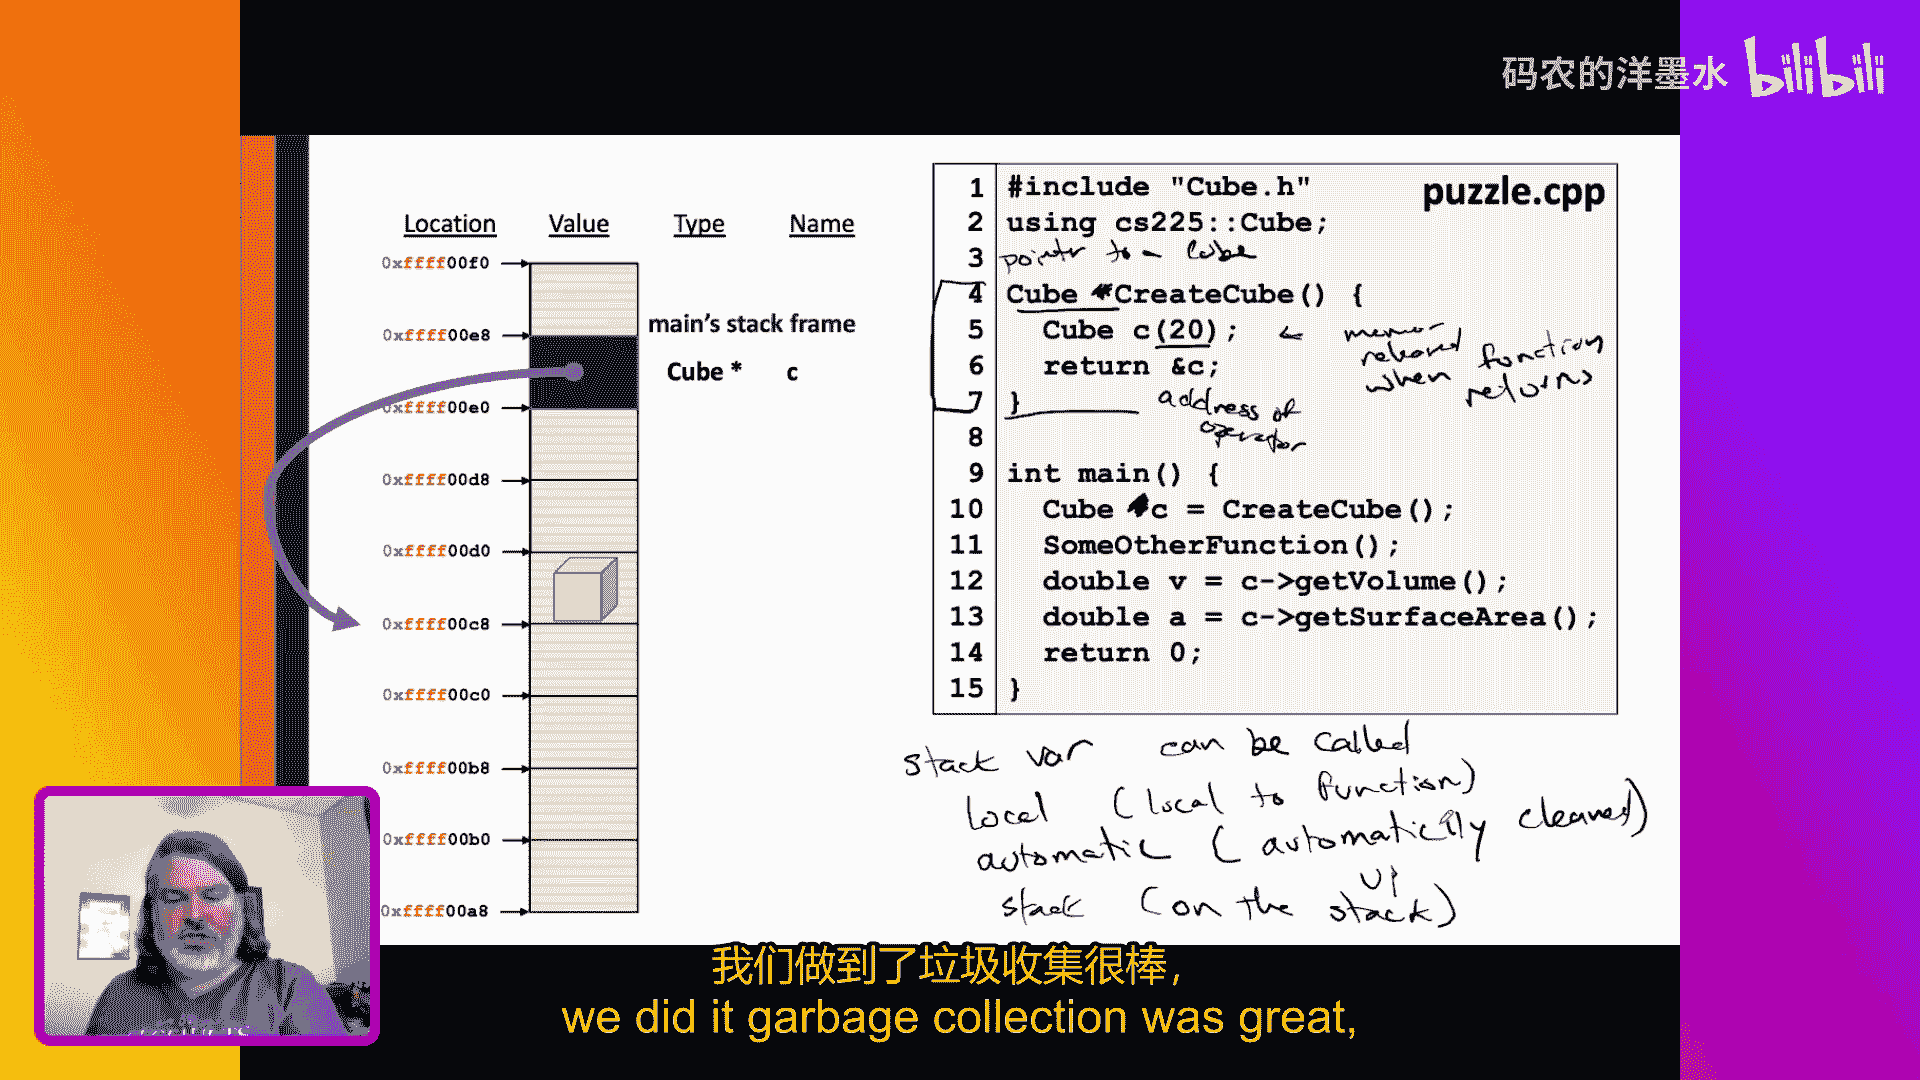 码农的洋墨水 bilibili
Location Value Type Name
0xffff00f0
main's stack frame
0xffff00e8
Cube * c
0xffff00e0
0xffff00d8
0xffff00d0
0xffff00c8
0xffff00c0
0xffff00b8
0xffff00b0
0xffff00a8
puzzle.cpp
1 #include "Cube.h"
2 using cs225::Cube;
3 pointr to a Cube
4 Cube *CreateCube() {
5 Cube c(20);
6 return &c;
7 }
8
9 int main() {
10 Cube *c = CreateCube();
11 SomeOtherFunction();
12 double v = c->getVolume();
13 double a = c->getSurfaceArea();
14 return 0;
15 }
when function
returns
address of
operator
stack var can be called
local (local to function)
automatic (automatically cleaned)
up
stack (on the stack)
我们做到了垃圾收集很棒，
we did it garbage collection was great,